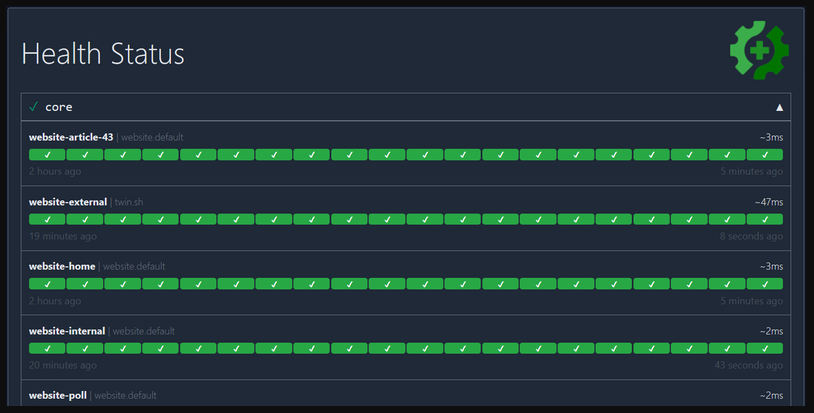 Health Status
✓ core ▲
website-article-43 | website.default ~3ms
✓ ✓ ✓ ✓ ✓ ✓ ✓ ✓ ✓ ✓ ✓ ✓ ✓ ✓ ✓ ✓ ✓ ✓ ✓ ✓
2 hours ago 5 minutes ago
website-external | twin.sh ~47ms
✓ ✓ ✓ ✓ ✓ ✓ ✓ ✓ ✓ ✓ ✓ ✓ ✓ ✓ ✓ ✓ ✓ ✓ ✓ ✓
19 minutes ago 8 seconds ago
website-home | website.default ~3ms
✓ ✓ ✓ ✓ ✓ ✓ ✓ ✓ ✓ ✓ ✓ ✓ ✓ ✓ ✓ ✓ ✓ ✓ ✓ ✓
2 hours ago 5 minutes ago
website-internal | website.default ~2ms
✓ ✓ ✓ ✓ ✓ ✓ ✓ ✓ ✓ ✓ ✓ ✓ ✓ ✓ ✓ ✓ ✓ ✓ ✓ ✓
20 minutes ago 43 seconds ago
website-poll | website.default ~2ms